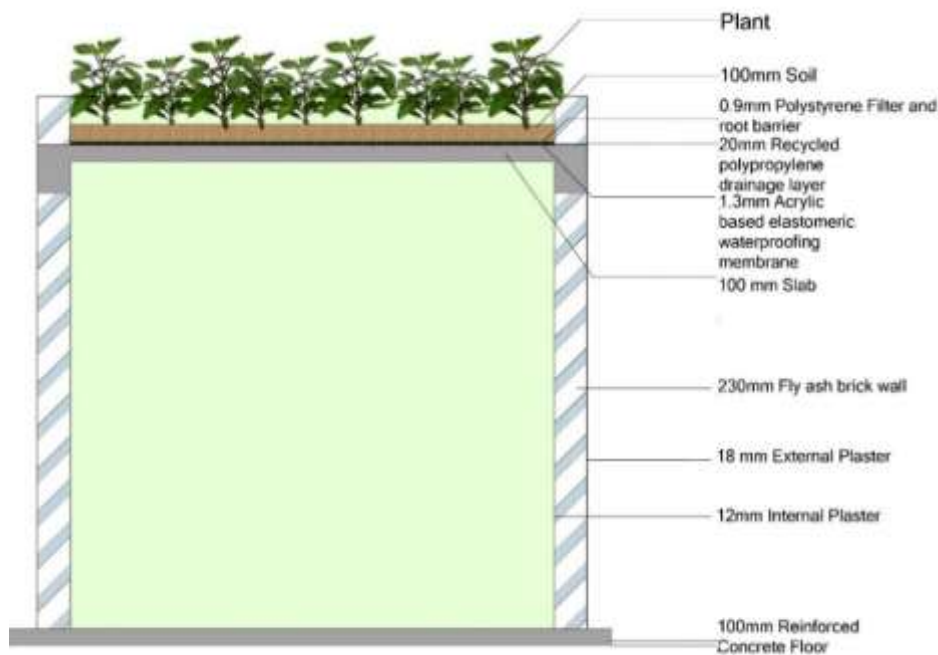 Plant
100mm Soil
0.9mm Polystyrene Filter and
root barrier
20mm Recycled
polypropylene
drainage layer
1.3mm Acrylic
based elastomeric
waterproofing
membrane
100 mm Slab
230mm Fly ash brick wall
18 mm External Plaster
12mm Internal Plaster
100mm Reinforced
Concrete Floor